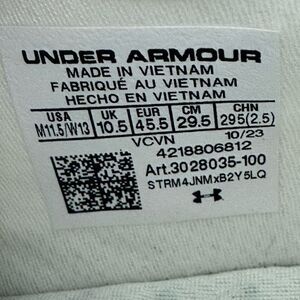 UNDER ARMOUR
MADE IN VIETNAM
FABRIQUÉ AU VIETNAM
HECHO EN VIETNAM
USA UK EUR CM CHN
M11.5/W13 10.5 45.5 29.5 295(2.5)
VCVN 10/23
4218806812
Art.3028035-100
STRM4JNMxB2Y5LQ